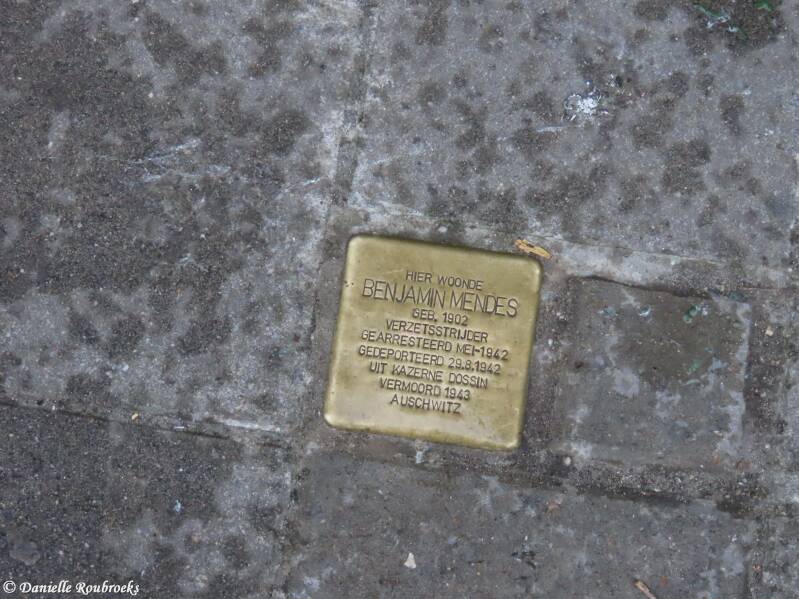 HIER WOONDE
BENJAMIN MENDES
GEB. 1902
VERZETSSTRIJDER
GEARRESTEERD MEI-1942
GEDEPORTEERD 29.8.1942
UIT KAZERNE DOSSIN
VERMOORD 1943
AUSCHWITZ
© Danielle Roubroeks